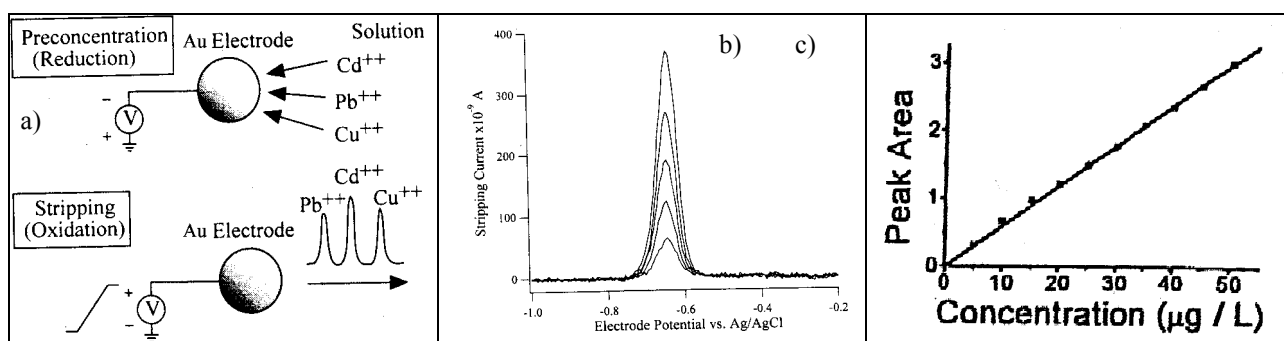 Preconcentration
(Reduction)
Au Electrode
Solution
Cd++
Pb++
Cu++
a)
−
V
+
Stripping
(Oxidation)
Au Electrode
Pb++
Cd++
Cu++
+
V
−
b) c)
Stripping Current x10-9 A
400
300
200
100
0
-1.0 -0.8 -0.6 -0.4 -0.2
Electrode Potential vs. Ag/AgCl
Peak Area
3
2
1
0
0 10 20 30 40 50
Concentration (µg / L)